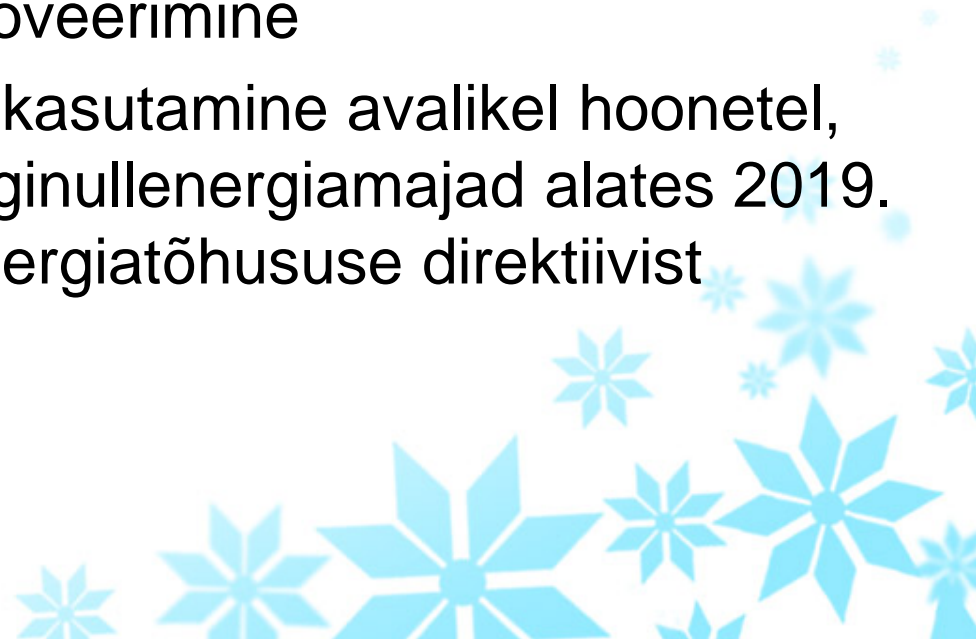 oveerimine
kasutamine avalikel hoonetel,
ginullenergiamajad alates 2019.
ergiatõhususe direktiivist